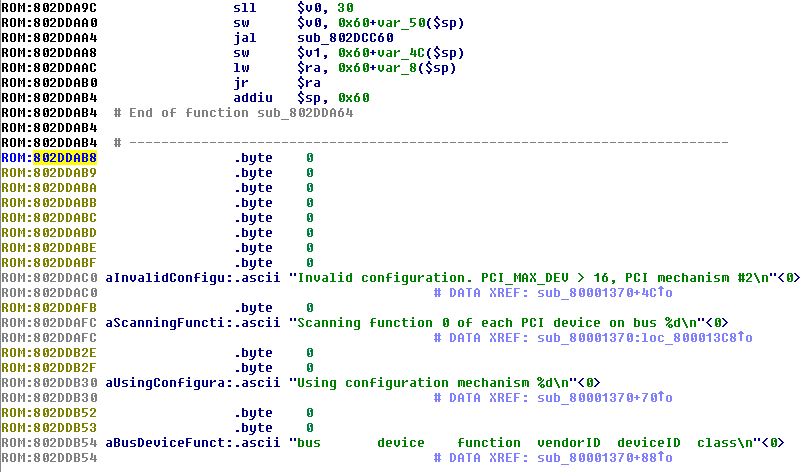 ROM:802DDA9C sll $v0, 30
ROM:802DDAA0 sw $v0, 0x60+var_50($sp)
ROM:802DDAA4 jal sub_802DCC60
ROM:802DDAA8 sw $v1, 0x60+var_4C($sp)
ROM:802DDAAC lw $ra, 0x60+var_8($sp)
ROM:802DDAB0 jr $ra
ROM:802DDAB4 addiu $sp, 0x60
ROM:802DDAB4 # End of function sub_802DDA64
ROM:802DDAB4
ROM:802DDAB4 # ---------------------------------------------------------------------------
ROM:802DDAB8 .byte 0
ROM:802DDAB9 .byte 0
ROM:802DDABA .byte 0
ROM:802DDABB .byte 0
ROM:802DDABC .byte 0
ROM:802DDABD .byte 0
ROM:802DDABE .byte 0
ROM:802DDABF .byte 0
ROM:802DDAC0 aInvalidConfigu:.ascii "Invalid configuration. PCI_MAX_DEV > 16, PCI mechanism #2\n"<0>
ROM:802DDAC0 # DATA XREF: sub_80001370+4C↑o
ROM:802DDAFB .byte 0
ROM:802DDAFC aScanningFuncti:.ascii "Scanning function 0 of each PCI device on bus %d\n"<0>
ROM:802DDAFC # DATA XREF: sub_80001370:loc_800013C8↑o
ROM:802DDB2E .byte 0
ROM:802DDB2F .byte 0
ROM:802DDB30 aUsingConfigura:.ascii "Using configuration mechanism %d\n"<0>
ROM:802DDB30 # DATA XREF: sub_80001370+70↑o
ROM:802DDB52 .byte 0
ROM:802DDB53 .byte 0
ROM:802DDB54 aBusDeviceFunct:.ascii "bus device function vendorID deviceID class\n"<0>
ROM:802DDB54 # DATA XREF: sub_80001370+88↑o